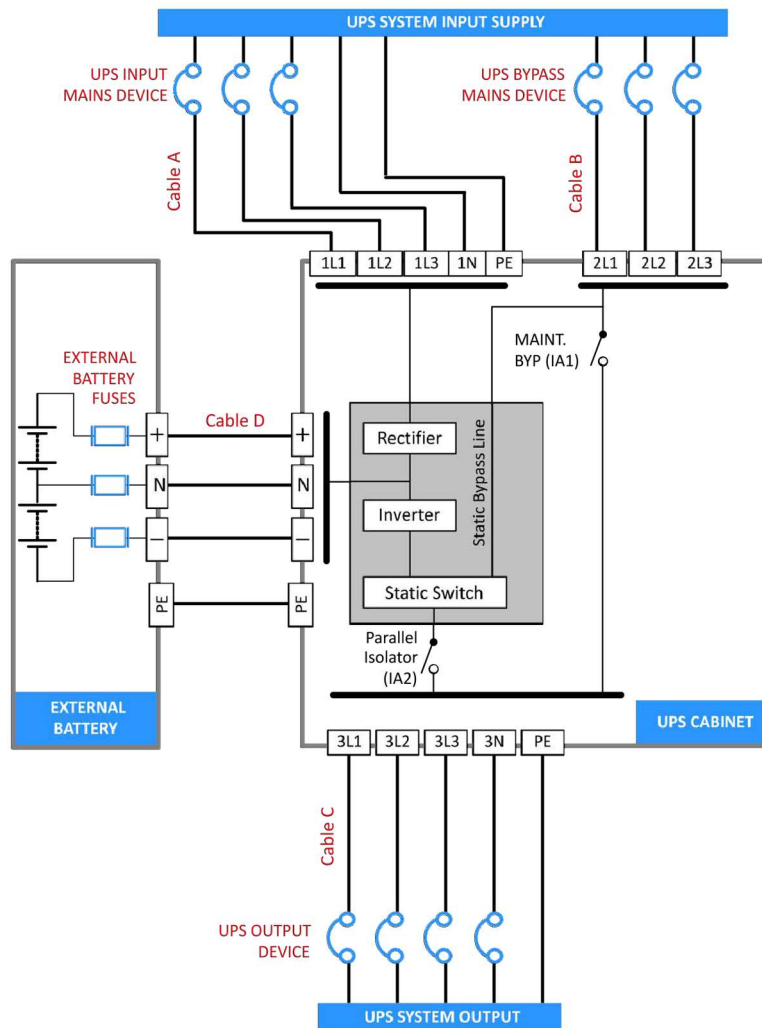 UPS SYSTEM INPUT SUPPLY
UPS INPUT
MAINS DEVICE
UPS BYPASS
MAINS DEVICE
Cable A
Cable B
1L1
1L2
1L3
1N
PE
2L1
2L2
2L3
MAINT.
BYP (IA1)
EXTERNAL
BATTERY
FUSES
Cable D
+
+
Rectifier
Static Bypass Line
N
N
Inverter
−
−
Static Switch
PE
PE
Parallel
Isolator
(IA2)
EXTERNAL
BATTERY
UPS CABINET
3L1
3L2
3L3
3N
PE
Cable C
UPS OUTPUT
DEVICE
UPS SYSTEM OUTPUT